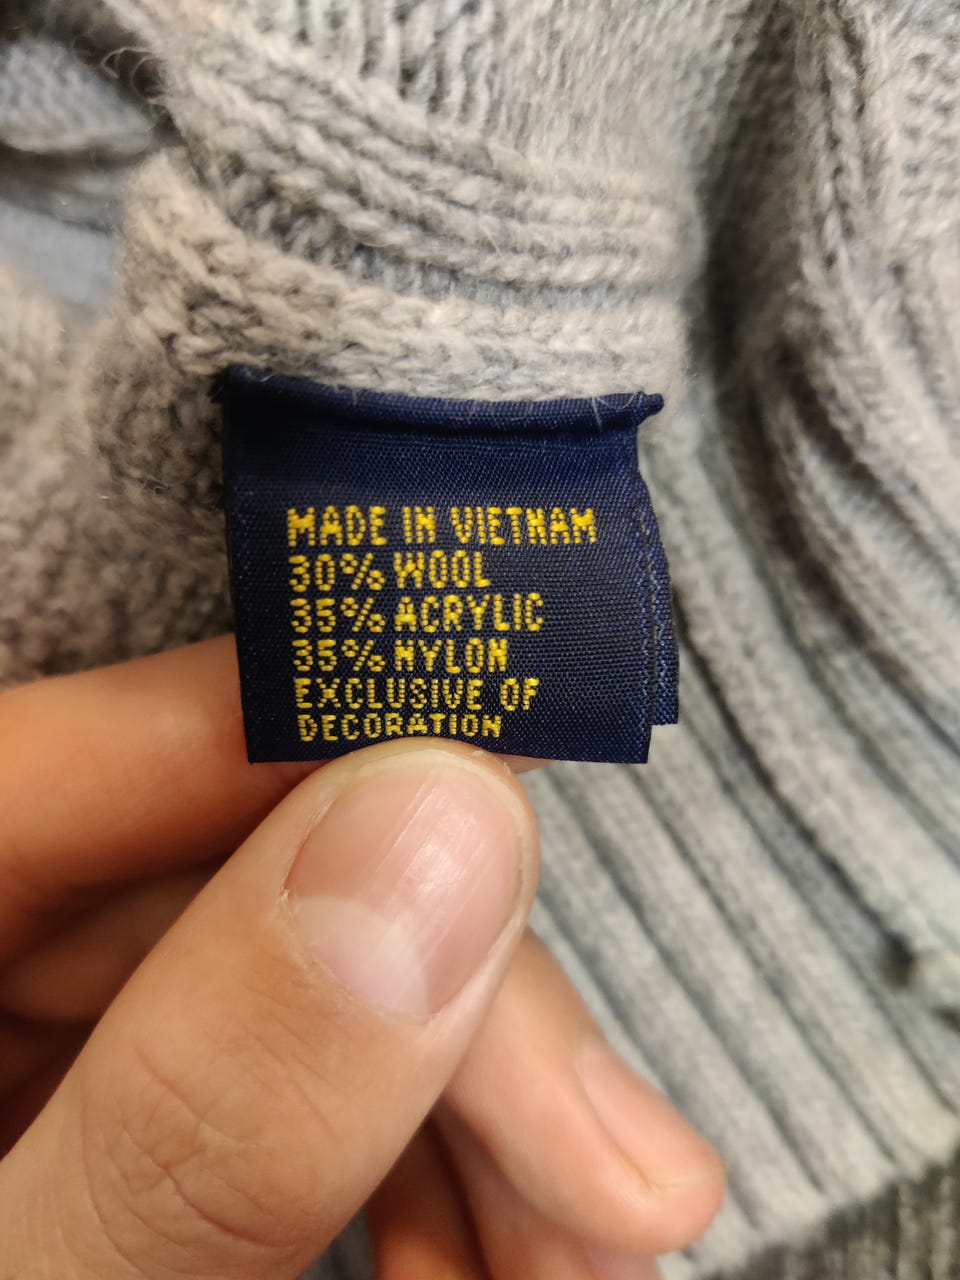 MADE IN VIETNAM
30% WOOL
35% ACRYLIC
35% NYLON
EXCLUSIVE OF
DECORATION